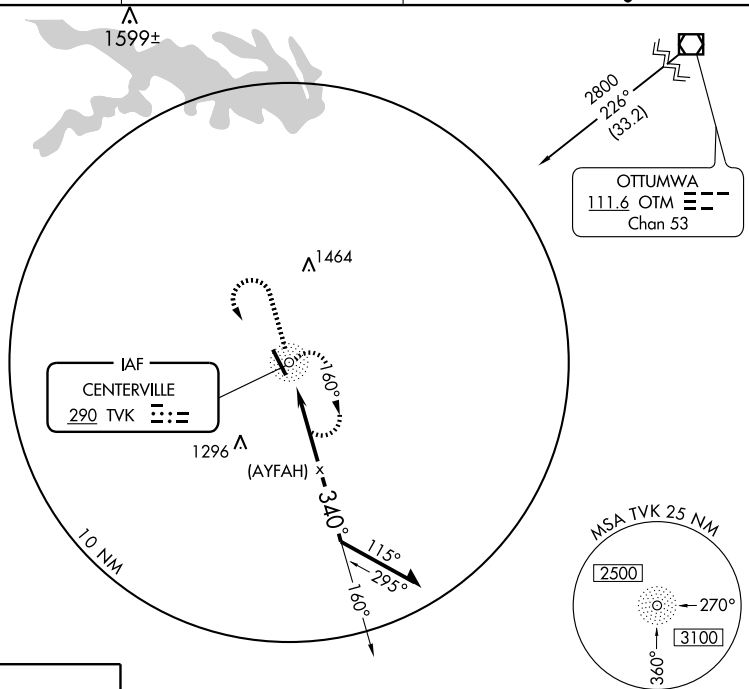 1599±
2800
226°
(33.2)
OTTUMWA
111.6 OTM
Chan 53
1464
IAF
CENTERVILLE
290 TVK
160°
1296
(AYFAH) x
340°
10 NM
115°
295°
160°
MSA TVK 25 NM
2500
270°
3100
360°